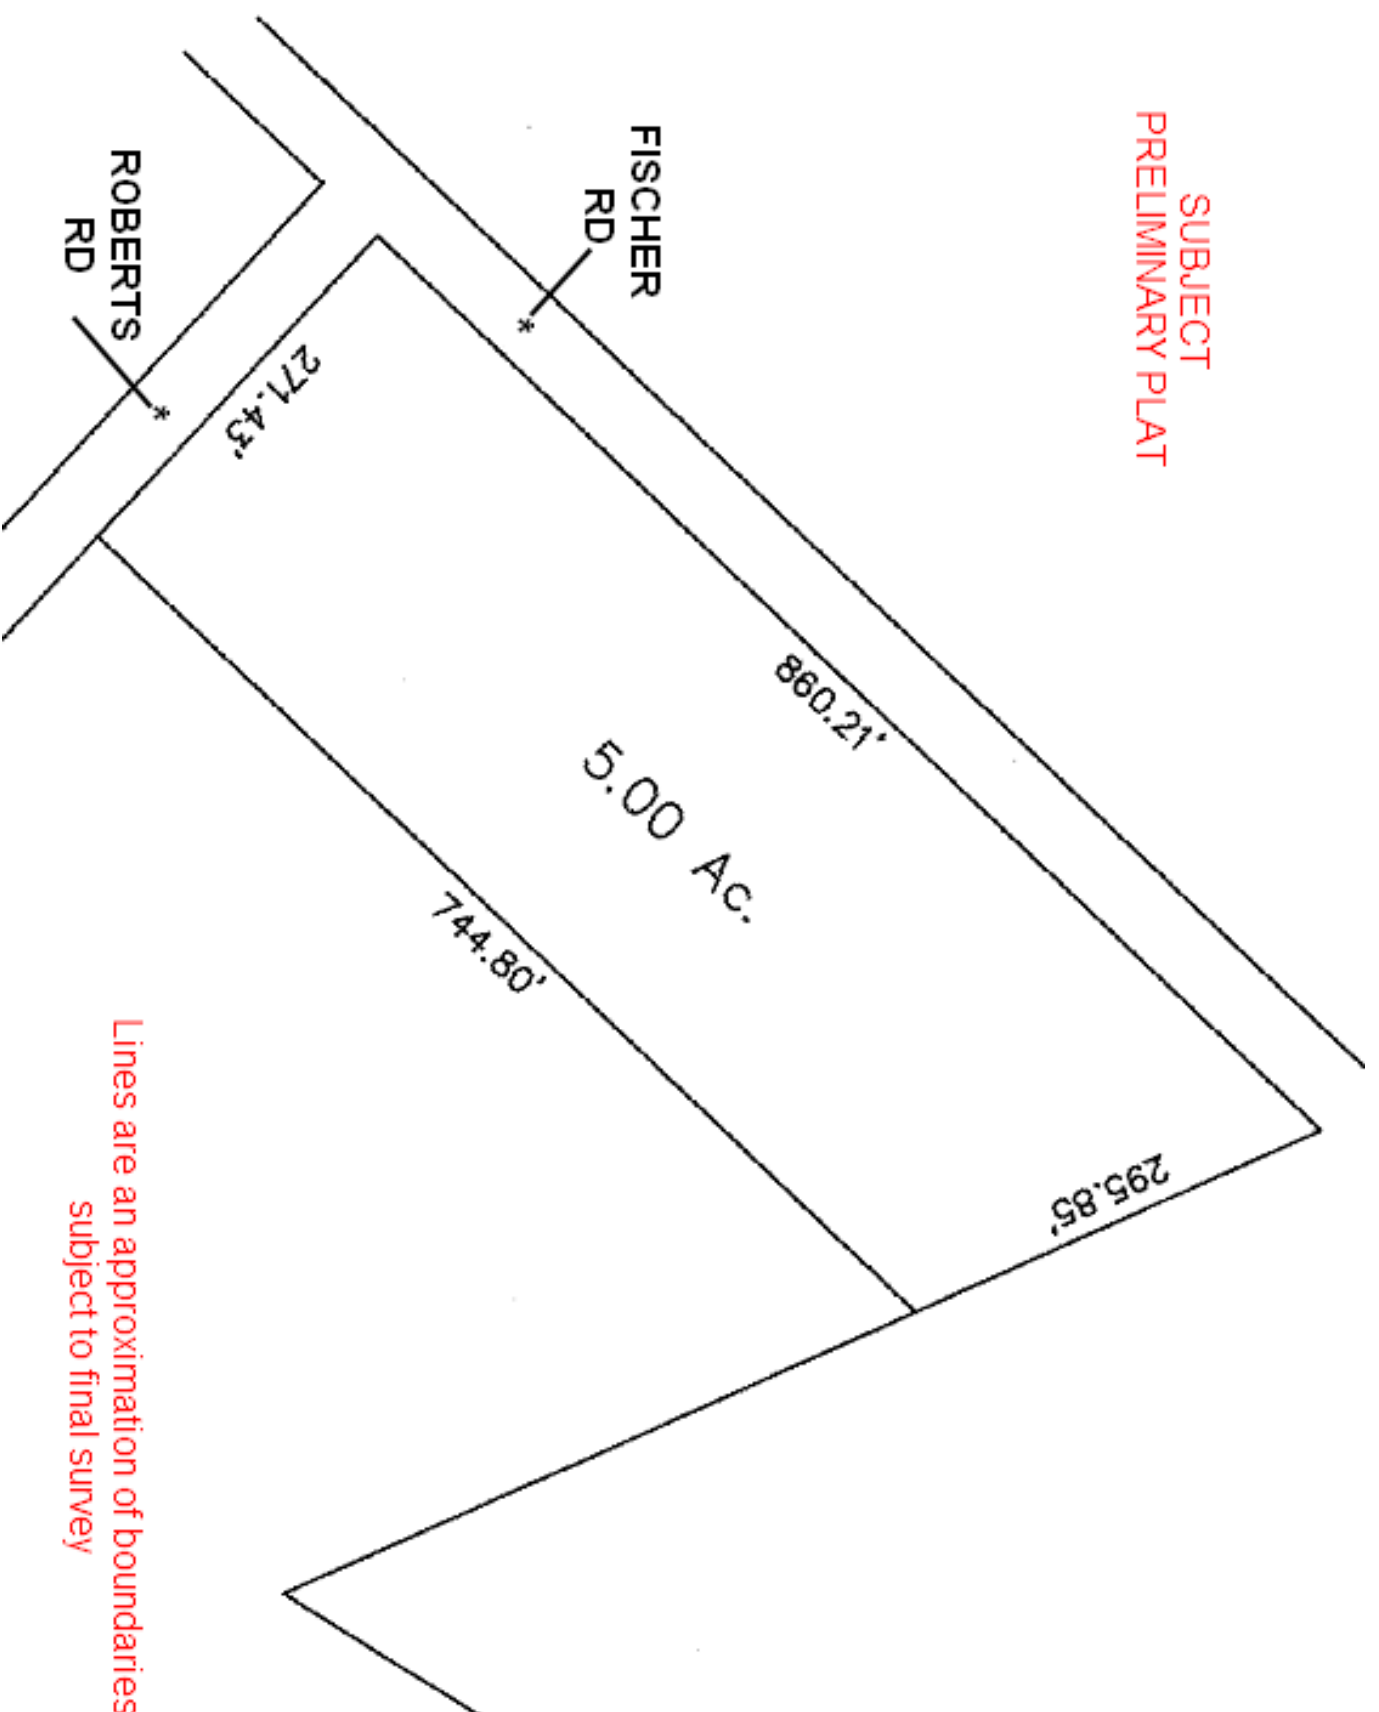 SUBJECT
PRELIMINARY PLAT
FISCHER
RD
*
ROBERTS
RD
*
271.43'
860.21'
5.00 Ac.
744.80'
295.85'
Lines are an approximation of boundaries
subject to final survey